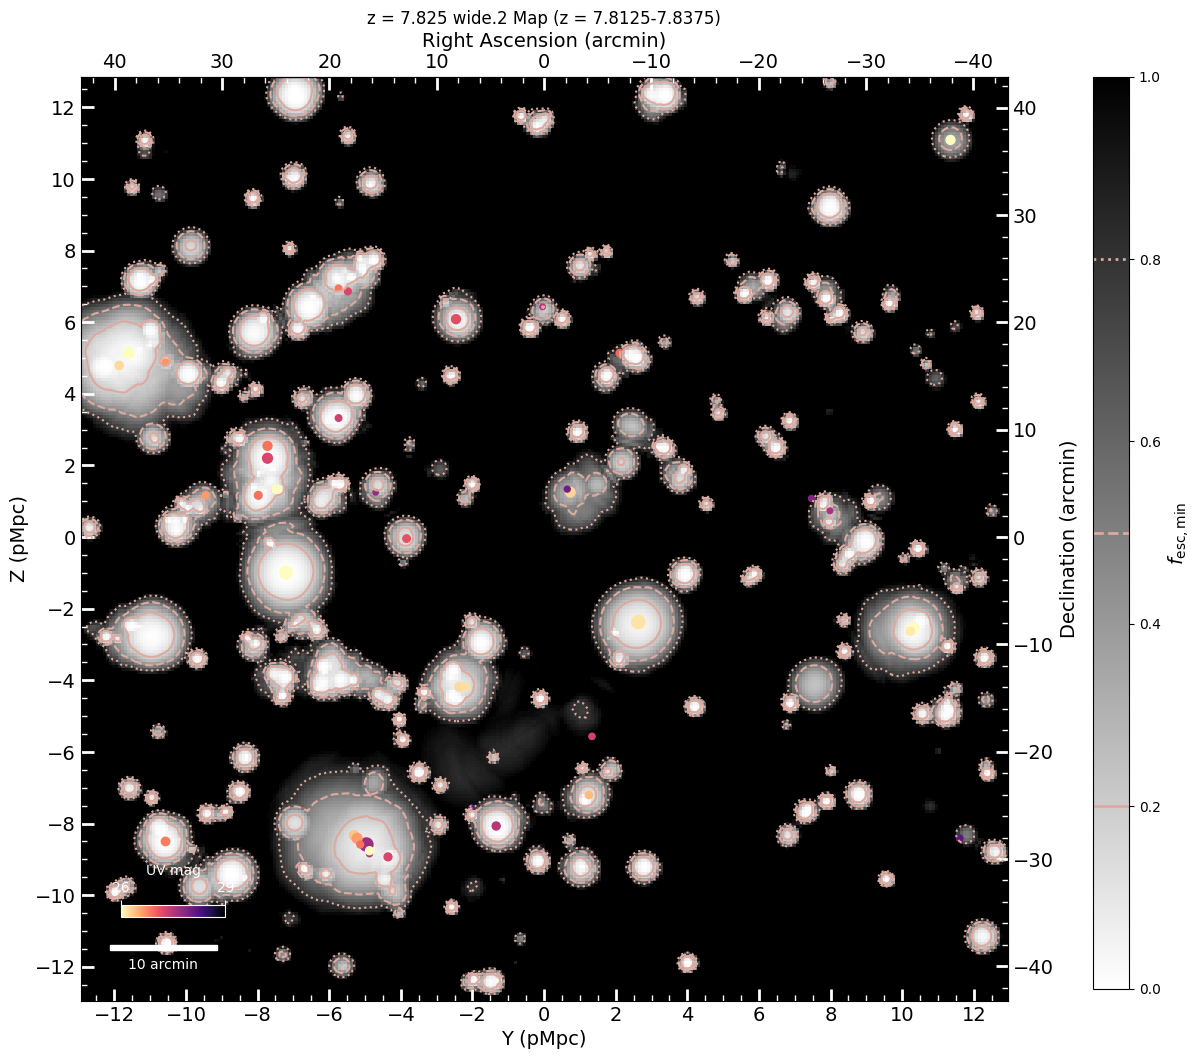 z = 7.825 wide.2 Map (z = 7.8125-7.8375)
Right Ascension (arcmin)
40 30 20 10 0 −10 −20 −30 −40
12 10 8 6 4 2 0 −2 −4 −6 −8 −10 −12
Z (pMpc)
UV mag
26 29
10 arcmin
−12 −10 −8 −6 −4 −2 0 2 4 6 8 10 12
Y (pMpc)
40 30 20 10 0 −10 −20 −30 −40
Declination (arcmin)
1.0
0.8
0.6
0.4
0.2
0.0
fesc,min